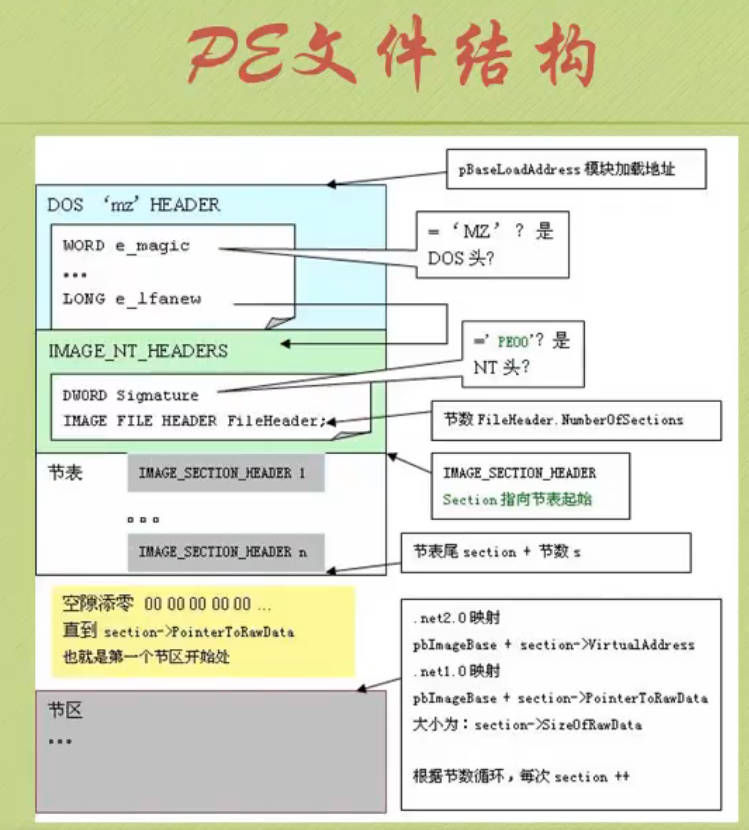 PE文件结构
pBaseLoadAddress 模块加载地址
DOS ‘mz’ HEADER
WORD e_magic
...
LONG e_lfanew
= ‘MZ’ ? 是
DOS 头?
IMAGE_NT_HEADERS
=' PE00'? 是
NT 头?
DWORD Signature
IMAGE FILE HEADER FileHeader;
节数 FileHeader.NumberOfSections
节表
IMAGE_SECTION_HEADER 1
IMAGE_SECTION_HEADER
Section 指向节表起始
。。。
IMAGE_SECTION_HEADER n
节表尾 section + 节数 s
空隙添零 00 00 00 00 00 ...
直到 section->PointerToRawData
也就是第一个节区开始处
.net2.0 映射
pbImageBase + section->VirtualAddress
.net1.0 映射
pbImageBase + section->PointerToRawData
大小为：section->SizeOfRawData
根据节数循环，每次 section ++
节区
...